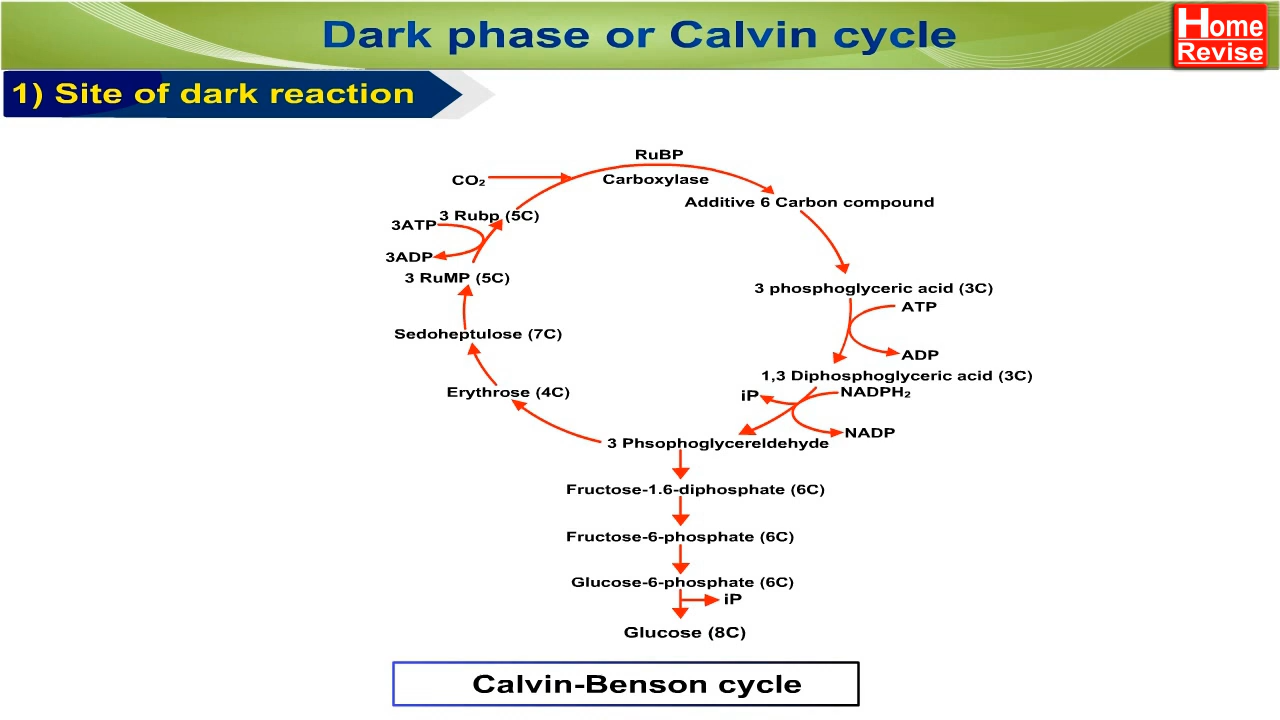 Dark phase or Calvin cycle
Home
Revise
1) Site of dark reaction
RuBP
CO₂
Carboxylase
Additive 6 Carbon compound
3 Rubp (5C)
3ATP
3ADP
3 RuMP (5C)
3 phosphoglyceric acid (3C)
ATP
Sedoheptulose (7C)
ADP
1,3 Diphosphoglyceric acid (3C)
Erythrose (4C)
iP
NADPH₂
NADP
3 Phsophoglycereldehyde
Fructose-1.6-diphosphate (6C)
Fructose-6-phosphate (6C)
Glucose-6-phosphate (6C)
iP
Glucose (8C)
Calvin-Benson cycle